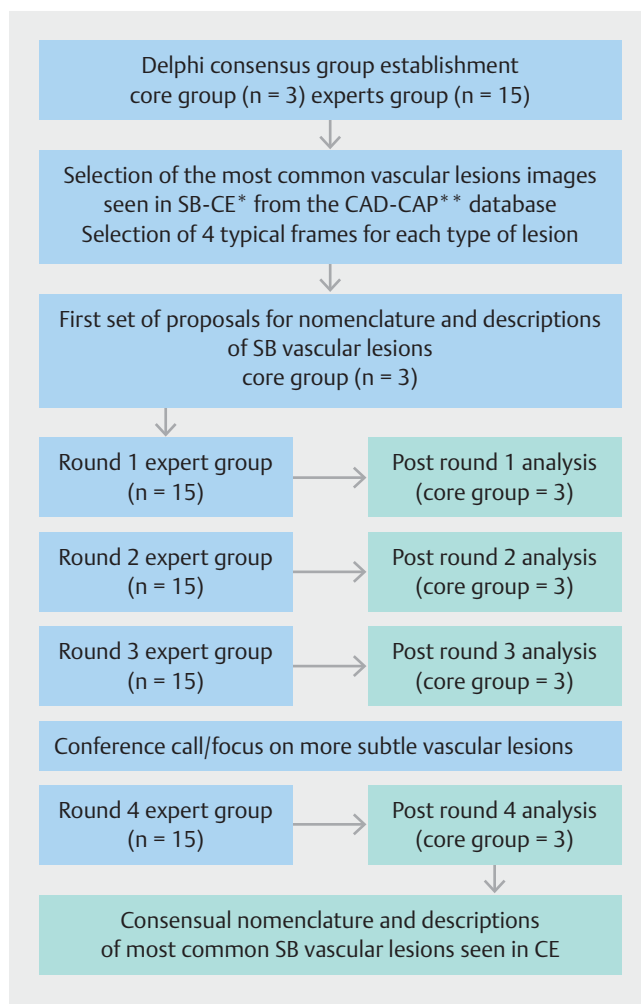 Delphi consensus group establishment
core group (n = 3) experts group (n = 15)
Selection of the most common vascular lesions images
seen in SB-CE* from the CAD-CAP** database
Selection of 4 typical frames for each type of lesion
First set of proposals for nomenclature and descriptions
of SB vascular lesions
core group (n = 3)
Round 1 expert group
(n = 15)
Post round 1 analysis
(core group = 3)
Round 2 expert group
(n = 15)
Post round 2 analysis
(core group = 3)
Round 3 expert group
(n = 15)
Post round 3 analysis
(core group = 3)
Conference call/focus on more subtle vascular lesions
Round 4 expert group
(n = 15)
Post round 4 analysis
(core group = 3)
Consensual nomenclature and descriptions
of most common SB vascular lesions seen in CE